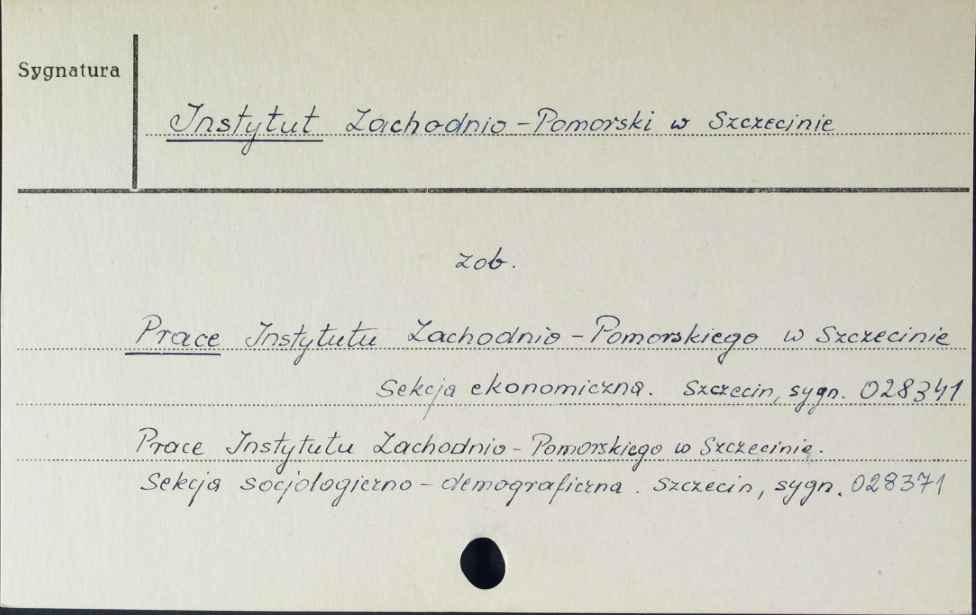 Sygnatura
Instytut Zachodnio-Pomorski w Szczecinie
zob.
Prace Instytutu Zachodnio-Pomorskiego w Szczecinie
Sekcja ekonomiczna. Szczecin, sygn. 028341
Prace Instytutu Zachodnio-Pomorskiego w Szczecinie.
Sekcja socjologiczno-demograficzna. Szczecin, sygn. 028371